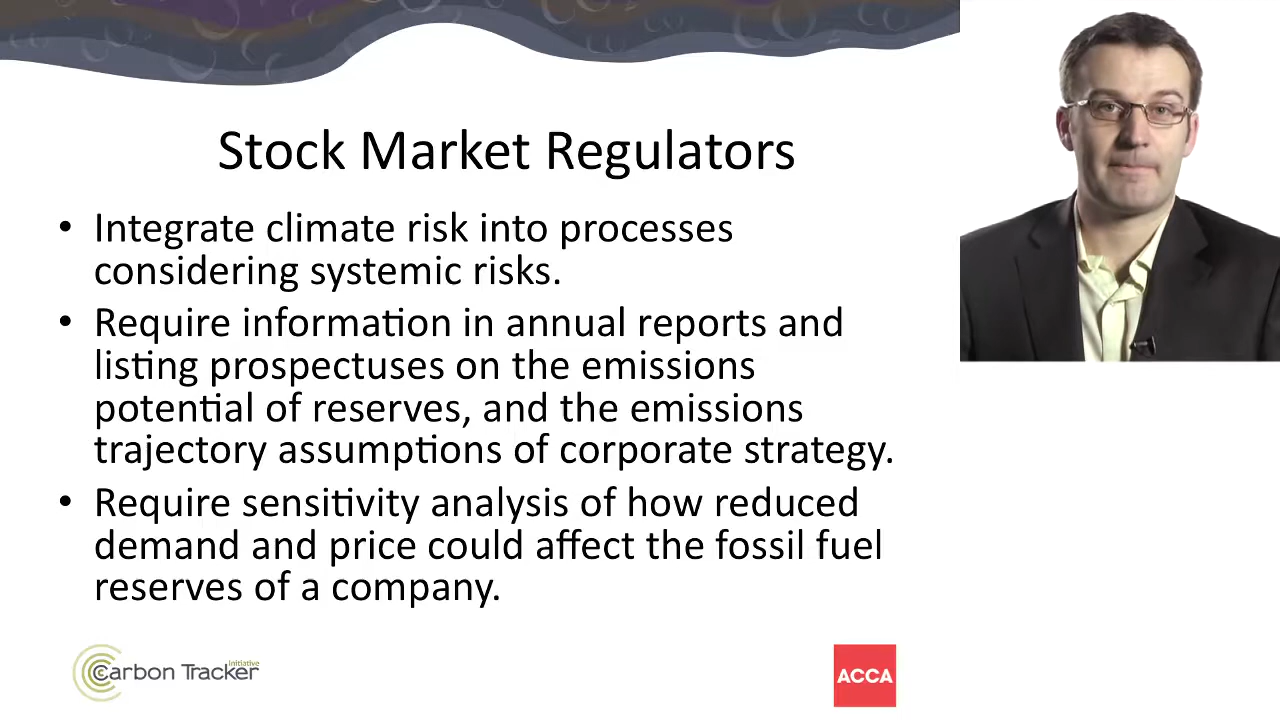 Stock Market Regulators
• Integrate climate risk into processes
considering systemic risks.
• Require information in annual reports and
listing prospectuses on the emissions
potential of reserves, and the emissions
trajectory assumptions of corporate strategy.
• Require sensitivity analysis of how reduced
demand and price could affect the fossil fuel
reserves of a company.
Carbon Tracker Initiative
ACCA